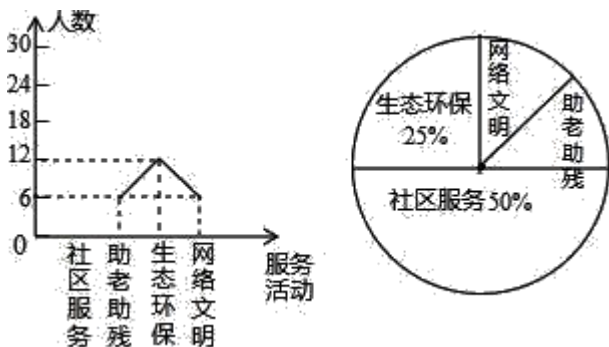 人数
30
24
18
12
6
0
社区服务
助老助残
生态环保
网络文明
服务
活动
生态环保
25%
网络文明
助老助残
社区服务50%